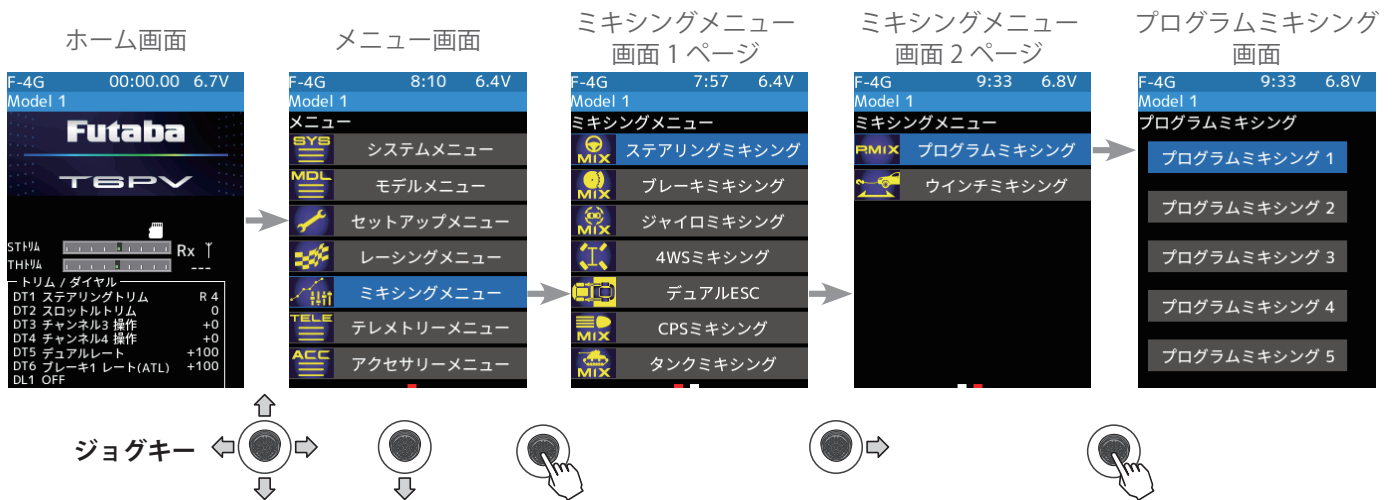 ホーム画面
F-4G 00:00.00 6.7V
Model 1
Futaba
T6PV
STトリム
Rx
THトリム
---
トリム / ダイヤル
DT1 ステアリングトリム R 4
DT2 スロットルトリム 0
DT3 チャンネル3 操作 +0
DT4 チャンネル4 操作 +0
DT5 デュアルレート +100
DT6 ブレーキ1 レート(ATL) +100
DL1 OFF
メニュー画面
F-4G 8:10 6.4V
Model 1
メニュー
SYS システムメニュー
MDL モデルメニュー
セットアップメニュー
レーシングメニュー
ミキシングメニュー
TELE テレメトリーメニュー
ACC アクセサリーメニュー
ミキシングメニュー
画面 1 ページ
F-4G 7:57 6.4V
Model 1
ミキシングメニュー
MIX ステアリングミキシング
MIX ブレーキミキシング
MIX ジャイロミキシング
4WSミキシング
デュアルESC
MIX CPSミキシング
MIX タンクミキシング
ミキシングメニュー
画面 2 ページ
F-4G 9:33 6.8V
Model 1
ミキシングメニュー
PMIX プログラムミキシング
ウインチミキシング
プログラムミキシング
画面
F-4G 9:33 6.8V
Model 1
プログラムミキシング
プログラムミキシング 1
プログラムミキシング 2
プログラムミキシング 3
プログラムミキシング 4
プログラムミキシング 5
ジョグキー